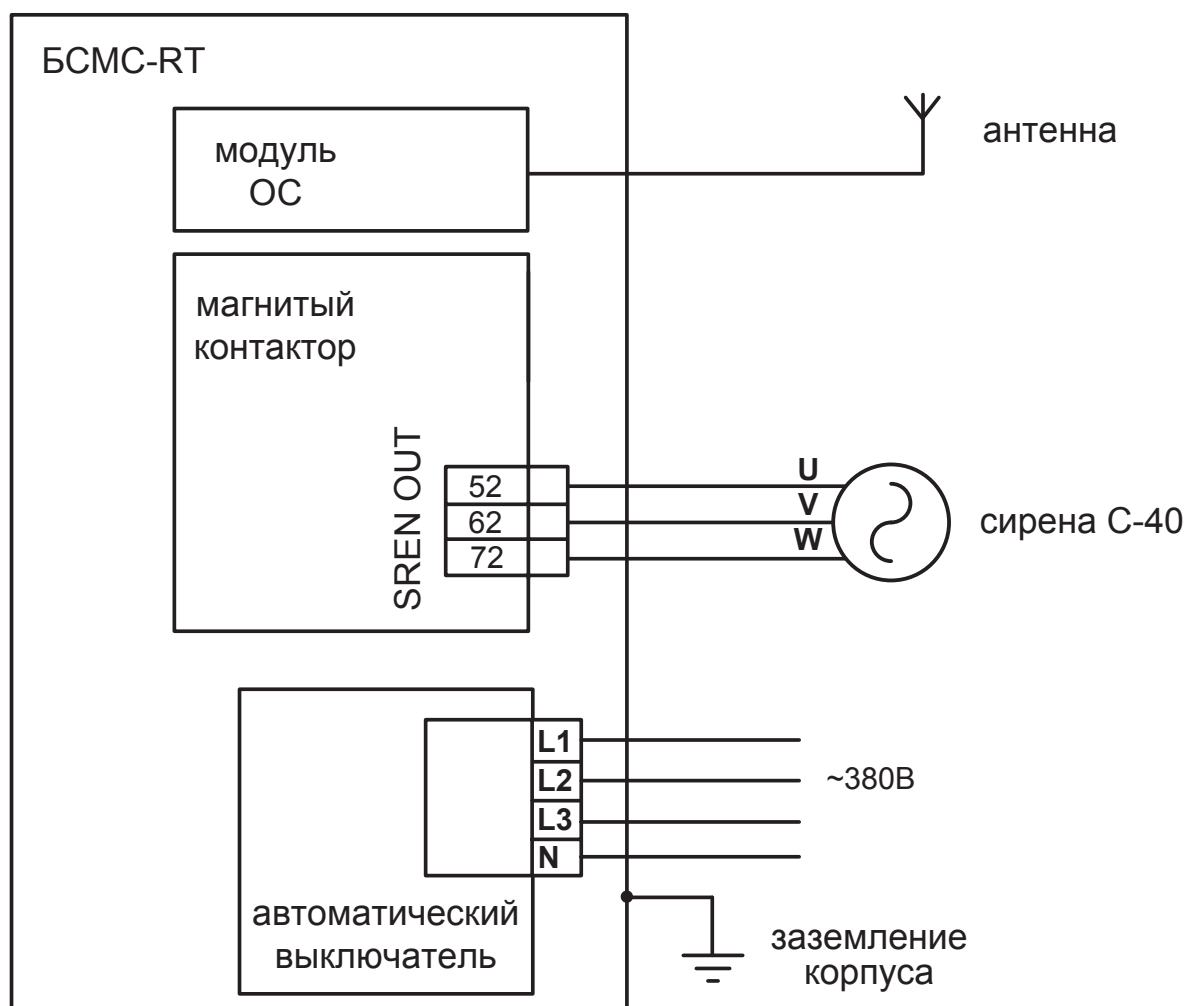 БСМС-RT
модуль
ОС
антенна
магнитый
контактор
SREN OUT
52
62
72
U
V
W
сирена С-40
L1
L2
L3
N
~380В
автоматический
выключатель
заземление
корпуса